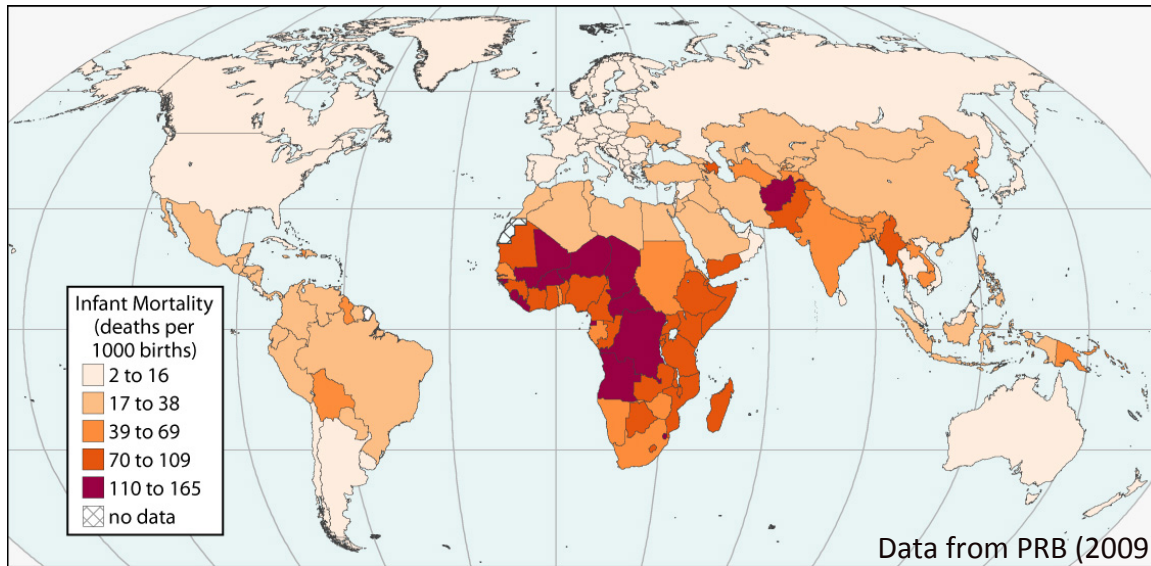 Infant Mortality
(deaths per
1000 births)
2 to 16
17 to 38
39 to 69
70 to 109
110 to 165
no data
Data from PRB (2009